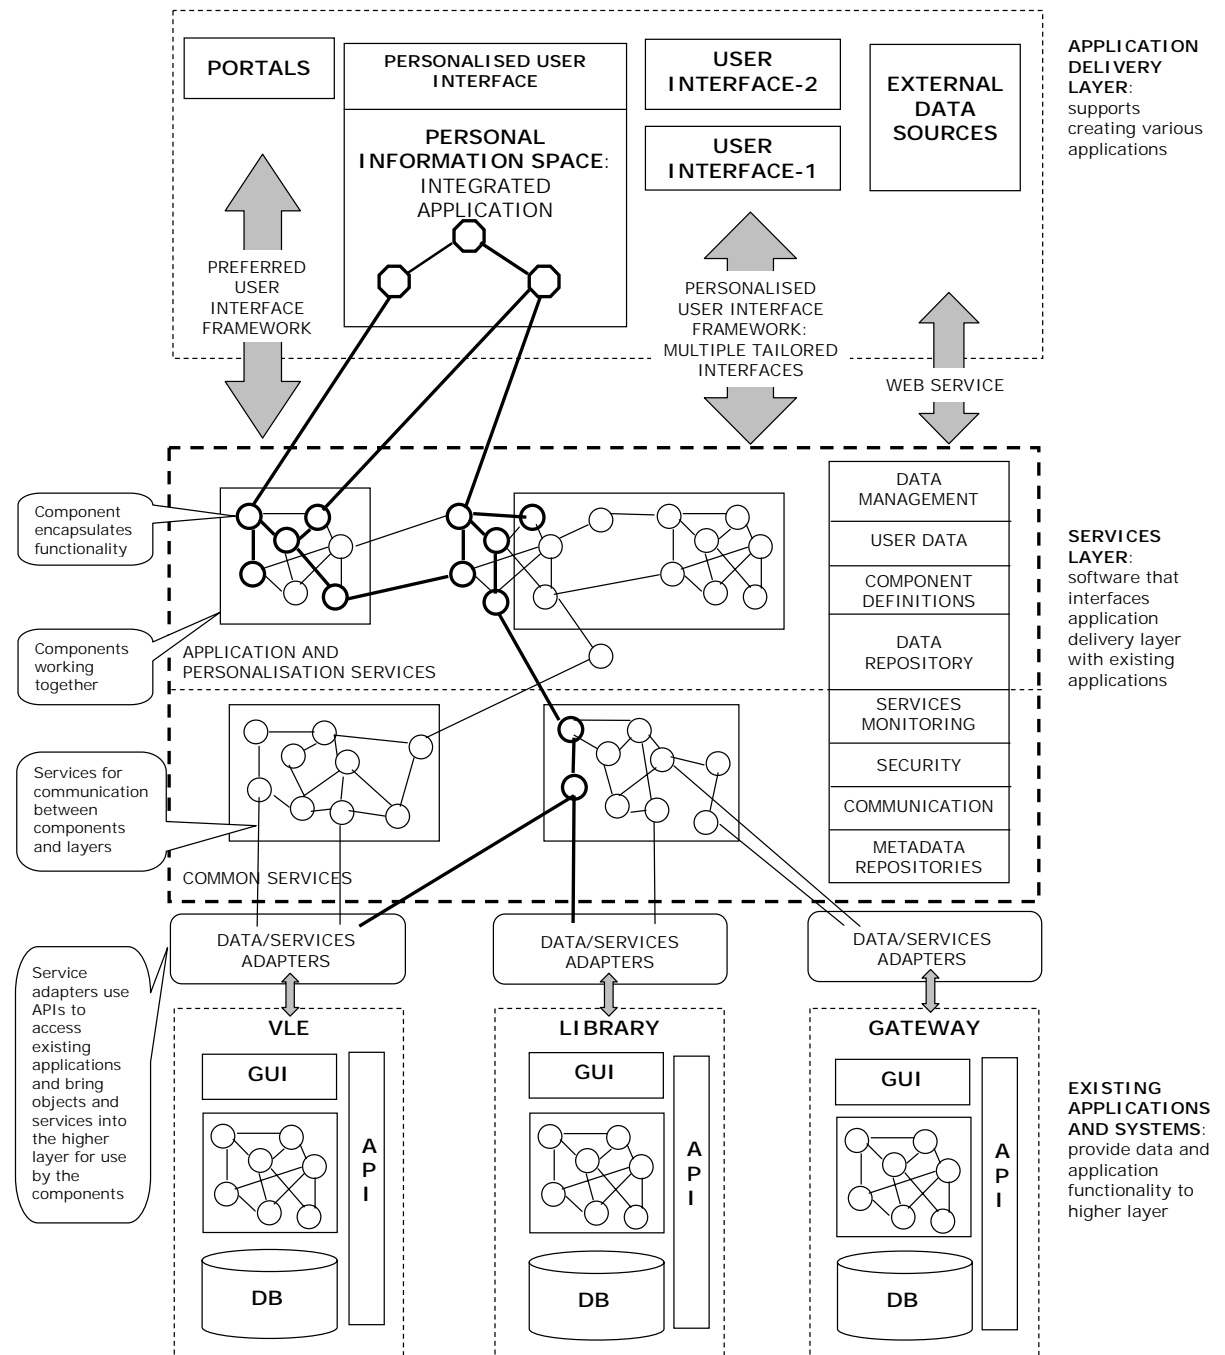 PORTALS
PERSONALISED USER
INTERFACE
PERSONAL
INFORMATION SPACE:
INTEGRATED
APPLICATION
USER
INTERFACE-2
USER
INTERFACE-1
EXTERNAL
DATA
SOURCES
APPLICATION
DELIVERY
LAYER:
supports
creating various
applications
PREFERRED
USER
INTERFACE
FRAMEWORK
PERSONALISED
USER INTERFACE
FRAMEWORK:
MULTIPLE TAILORED
INTERFACES
WEB SERVICE
Component
encapsulates
functionality
Components
working
together
APPLICATION AND
PERSONALISATION SERVICES
DATA
MANAGEMENT
USER DATA
COMPONENT
DEFINITIONS
DATA
REPOSITORY
SERVICES
MONITORING
SECURITY
COMMUNICATION
METADATA
REPOSITORIES
SERVICES
LAYER:
software that
interfaces
application
delivery layer
with existing
applications
Services for
communication
between
components
and layers
COMMON SERVICES
DATA/SERVICES
ADAPTERS
DATA/SERVICES
ADAPTERS
DATA/SERVICES
ADAPTERS
Service
adapters use
APIs to
access
existing
applications
and bring
objects and
services into
the higher
layer for use
by the
components
VLE
GUI
A
P
I
DB
LIBRARY
GUI
A
P
I
DB
GATEWAY
GUI
A
P
I
DB
EXISTING
APPLICATIONS
AND SYSTEMS:
provide data and
application
functionality to
higher layer